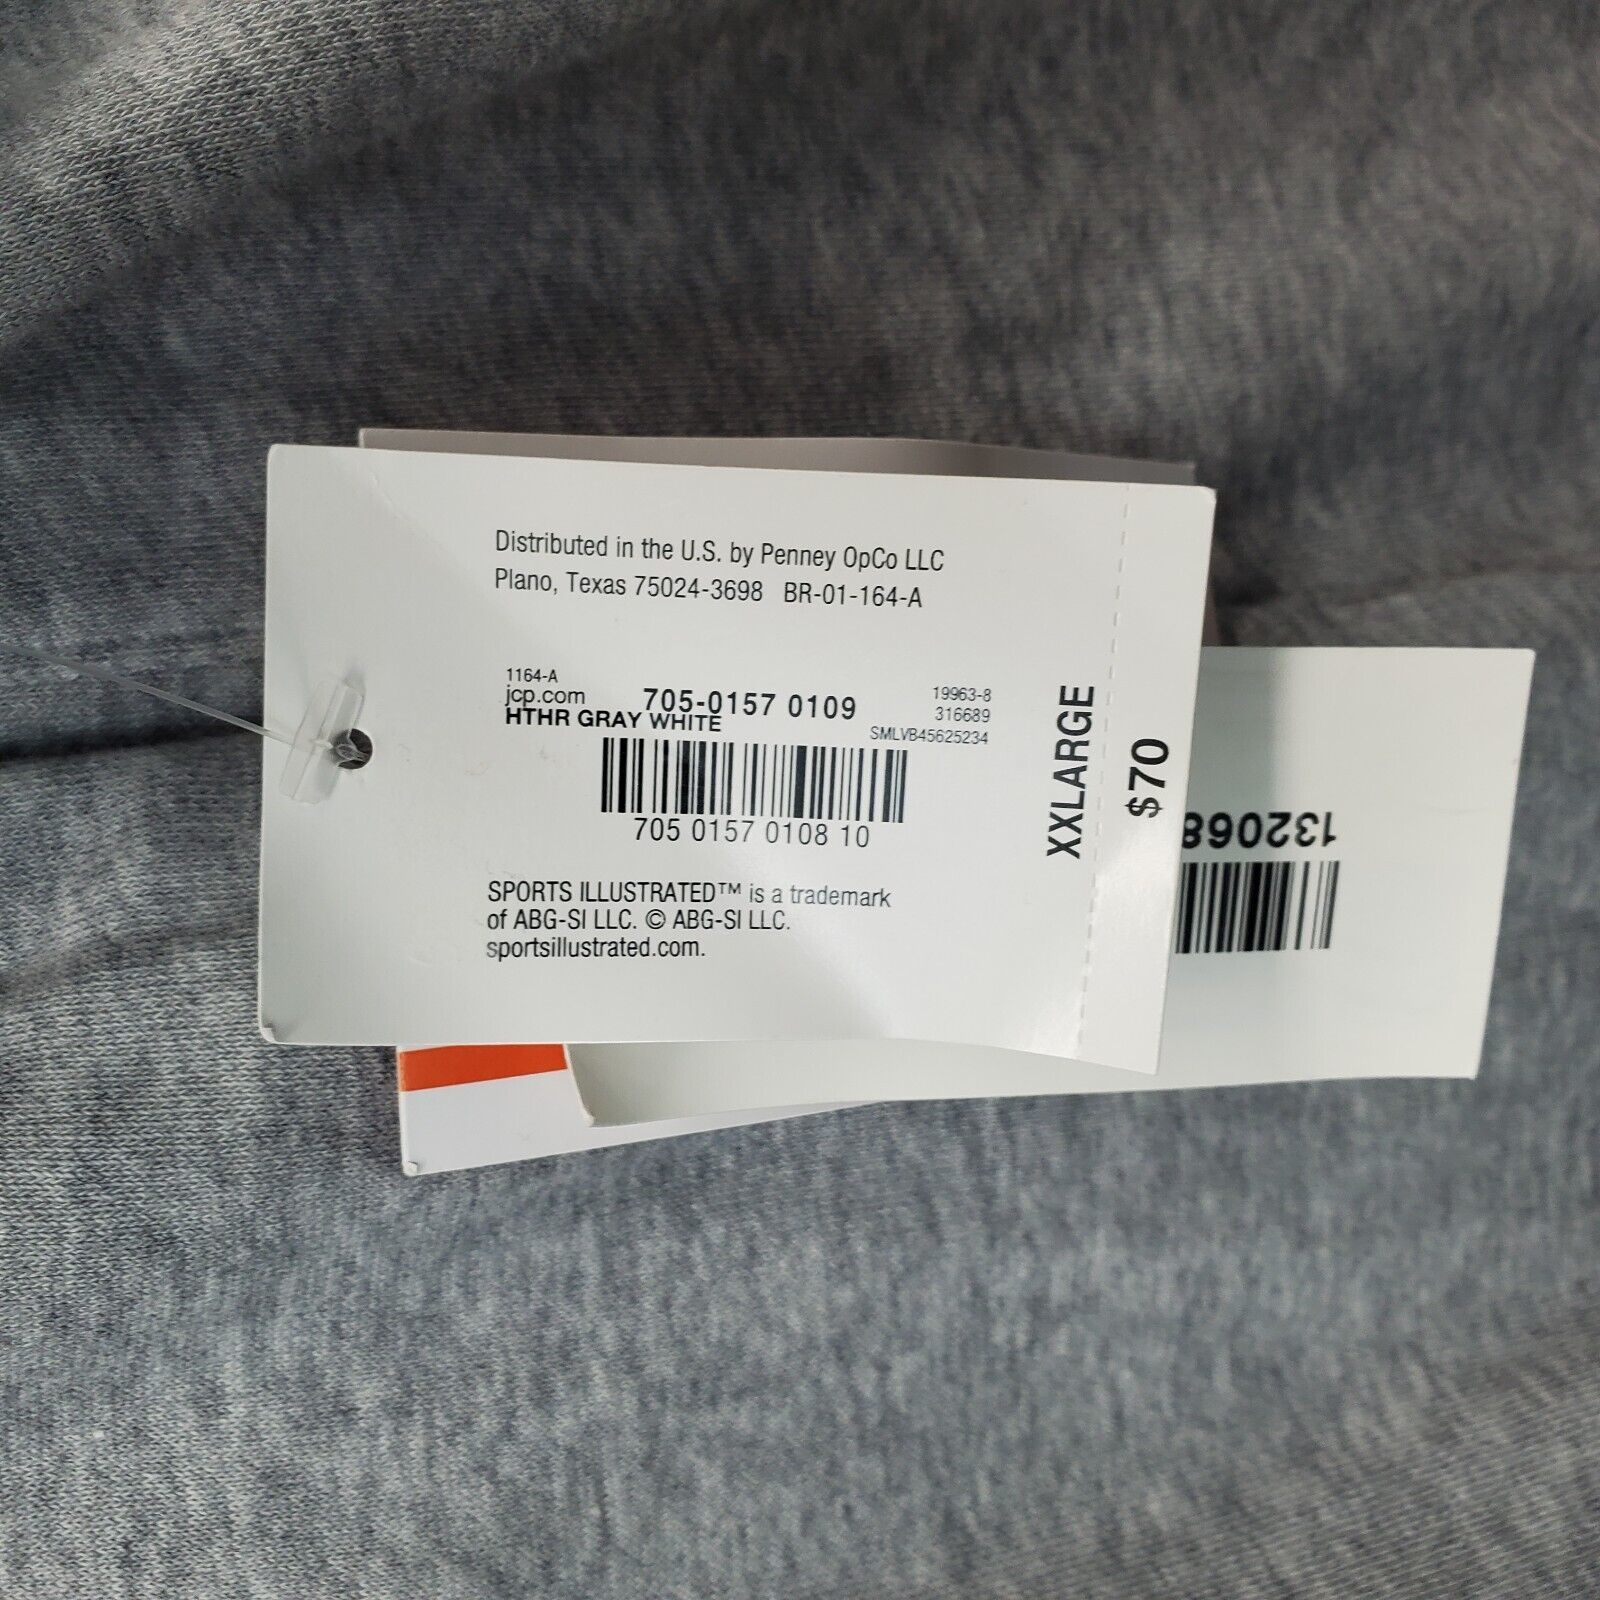 Distributed in the U.S. by Penney OpCo LLC
Plano, Texas 75024-3698 BR-01-164-A
1164-A
jcp.com 705-0157 0109 19963-8
HTHR GRAY WHITE 316689
SMLVB45625234
705 0157 0108 10
SPORTS ILLUSTRATED™ is a trademark
of ABG-SI LLC. © ABG-SI LLC.
sportsillustrated.com.
XXLARGE
$70
132068